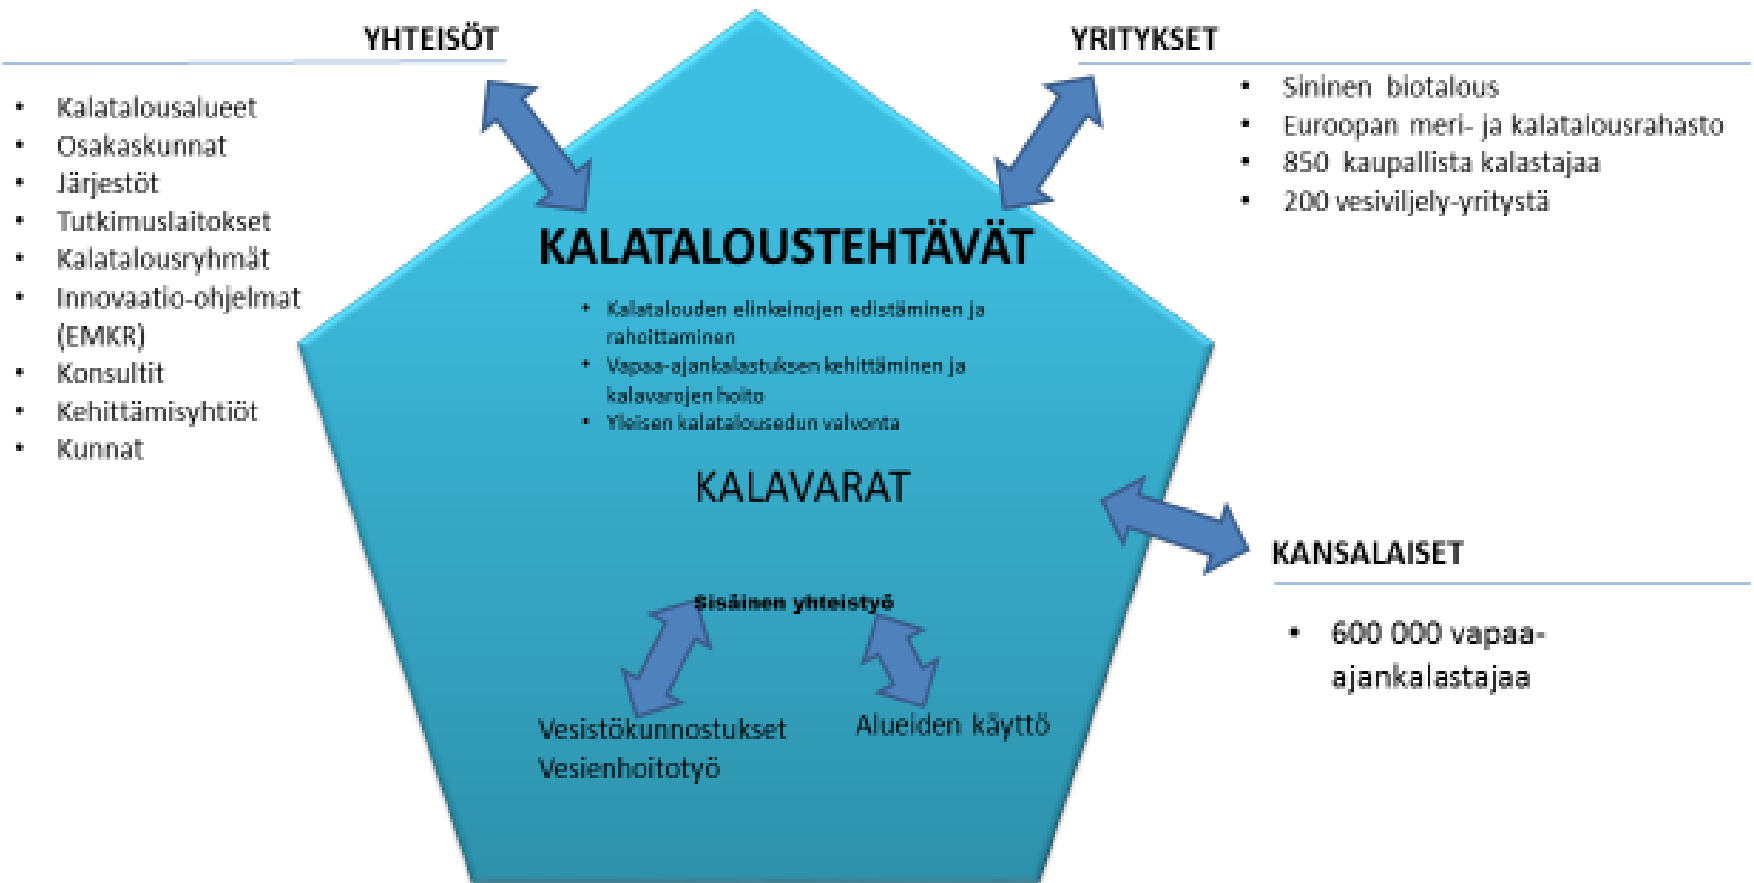 YHTEISÖT
• Kalatalousalueet
• Osakaskunnat
• Järjestöt
• Tutkimuslaitokset
• Kalatalousryhmät
• Innovaatio-ohjelmat
(EMKR)
• Konsultit
• Kehittämisyhtiöt
• Kunnat
YRITYKSET
• Sininen biotalous
• Euroopan meri- ja kalatalousrahasto
• 850 kaupallista kalastajaa
• 200 vesiviljely-yritystä
KALATALOUSTEHTÄVÄT
• Kalatalouden elinkeinojen edistäminen ja
rahoittaminen
• Vapaa-ajankalastuksen kehittäminen ja
kalavarojen hoito
• Yleisen kalatalousedun valvonta
KALAVARAT
KANSALAISET
• 600 000 vapaa-
ajankalastajaa
Sisäinen yhteistyö
Vesistökunnostukset
Vesienhoitotyö
Alueiden käyttö